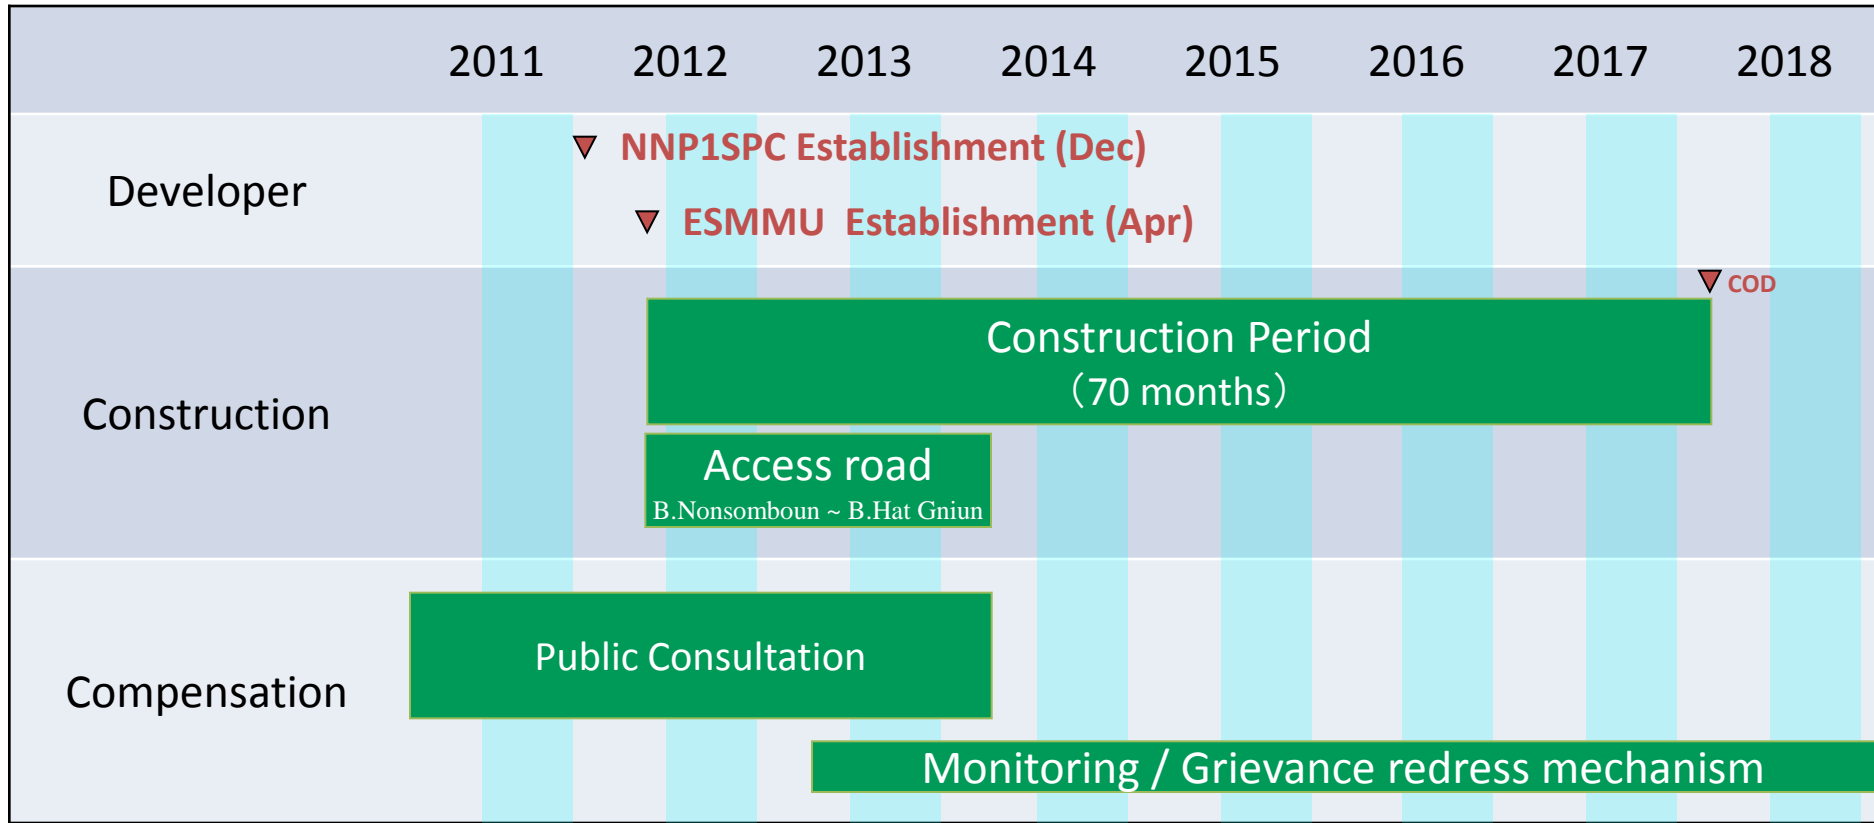 2011 2012 2013 2014 2015 2016 2017 2018
Developer
NNP1SPC Establishment (Dec)
ESMMU Establishment (Apr)
Construction
COD
Construction Period
（70 months）
Access road
B.Nonsomboun ~ B.Hat Gniun
Compensation
Public Consultation
Monitoring / Grievance redress mechanism